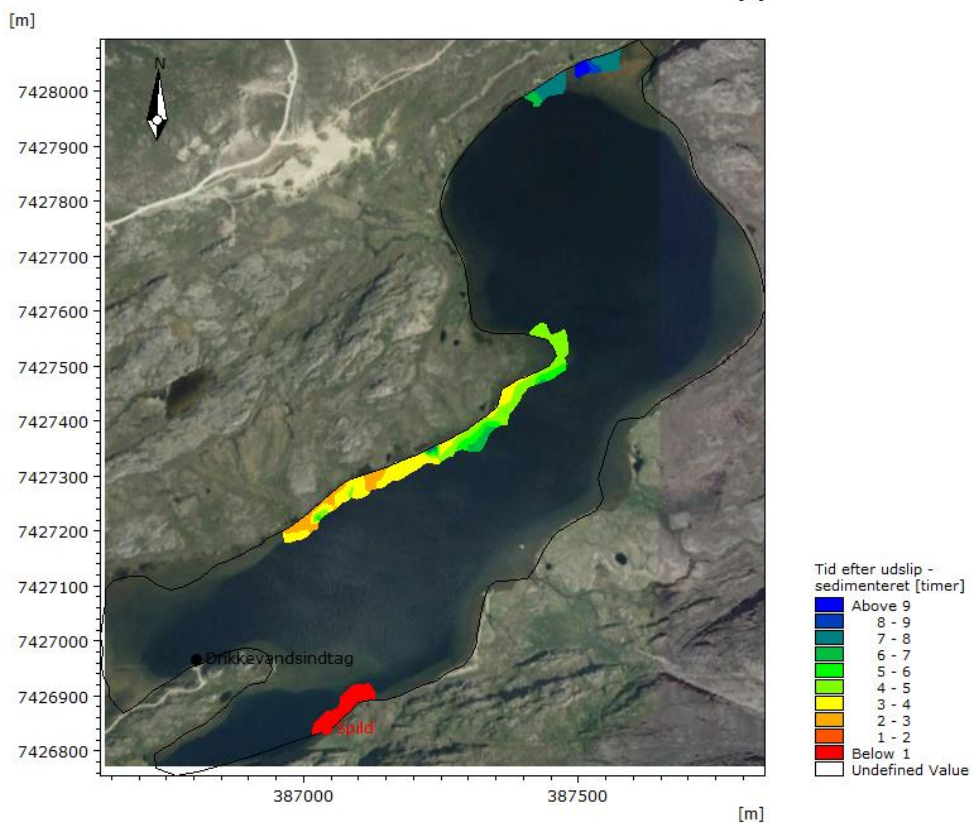 [m]
N
7428000
7427900
7427800
7427700
7427600
7427500
7427400
7427300
7427200
7427100
7427000
7426900
7426800
Drikkevandsindtag
Spild
387000
387500
[m]
Tid efter udslip -
sedimenteret [timer]
Above 9
8 - 9
7 - 8
6 - 7
5 - 6
4 - 5
3 - 4
2 - 3
1 - 2
Below 1
Undefined Value